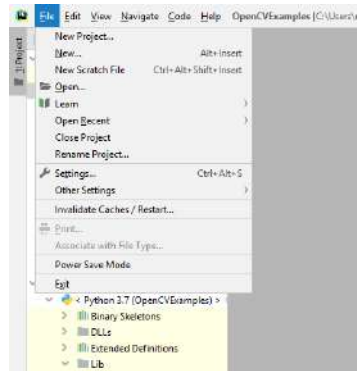 File Edit View Navigate Code Help OpenCVExamples [C:\Users\
1: Project
New Project...
New... Alt+Insert
New Scratch File Ctrl+Alt+Shift+Insert
Open...
Learn
Open Recent
Close Project
Rename Project...
Settings... Ctrl+Alt+S
Other Settings
Invalidate Caches / Restart...
Print...
Associate with File Type...
Power Save Mode
Exit
< Python 3.7 (OpenCVExamples) >
Binary Skeletons
DLLs
Extended Definitions
Lib